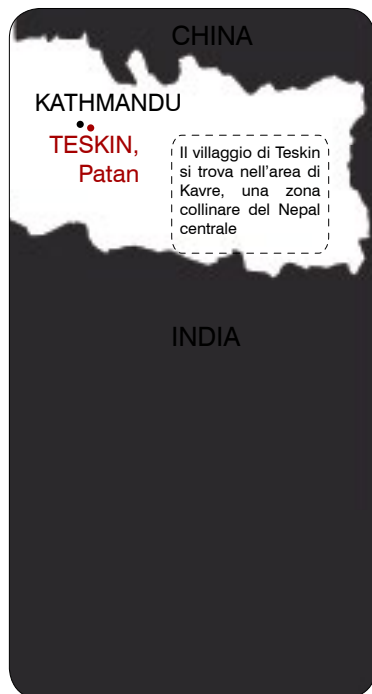 CHINA
KATHMANDU
TESKIN,
Patan
Il villaggio di Teskin
si trova nell'area di
Kavre, una zona
collinare del Nepal
centrale
INDIA